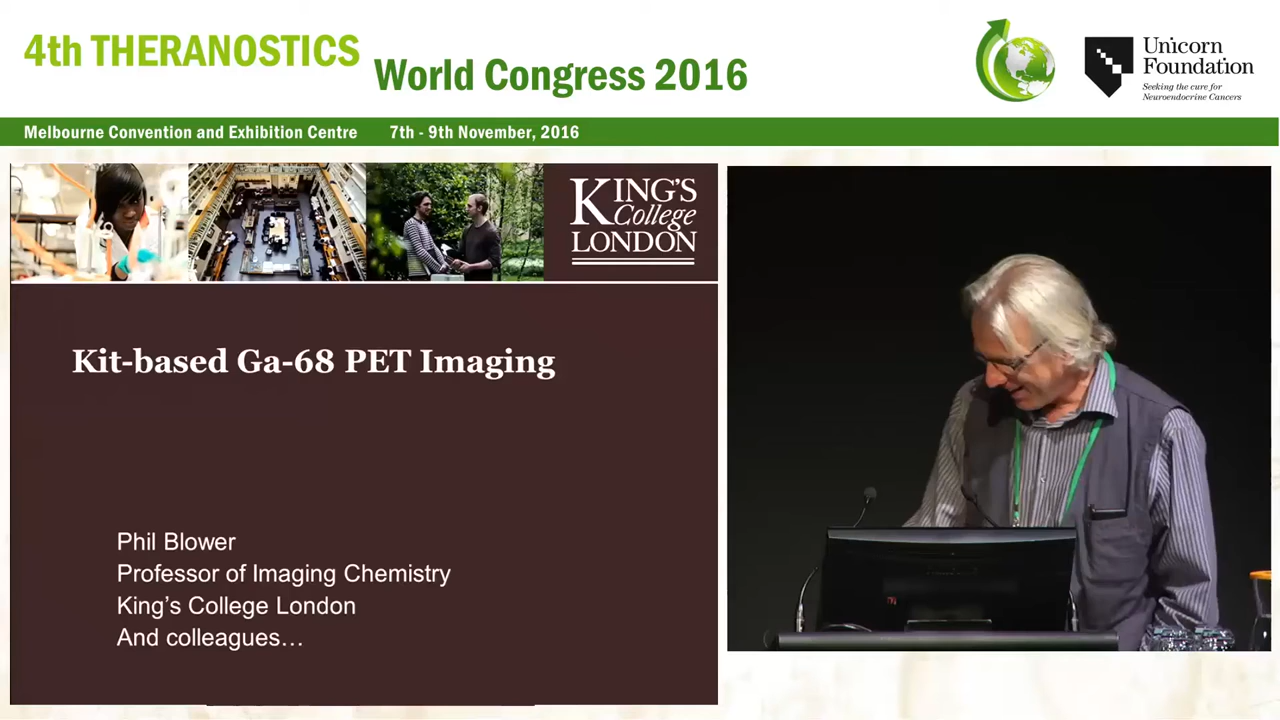 4th THERANOSTICS
World Congress 2016
Unicorn
Foundation
Seeking the cure for
Neuroendocrine Cancers
Melbourne Convention and Exhibition Centre 7th - 9th November, 2016
KING'S
College
LONDON
Kit-based Ga-68 PET Imaging
Phil Blower
Professor of Imaging Chemistry
King's College London
And colleagues…